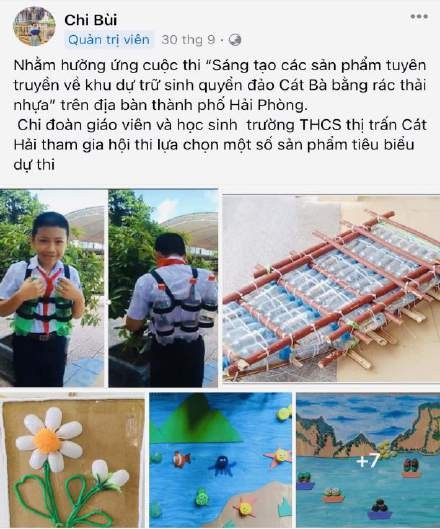 Chi Bùi
Quản trị viên 30 thg 9 ·
Nhằm hưởng ứng cuộc thi “Sáng tạo các sản phẩm tuyên
truyền về khu dự trữ sinh quyển đảo Cát Bà bằng rác thải
nhựa” trên địa bàn thành phố Hải Phòng.
Chi đoàn giáo viên và học sinh trường THCS thị trấn Cát
Hải tham gia hội thi lựa chọn một số sản phẩm tiêu biểu
dự thi
+7